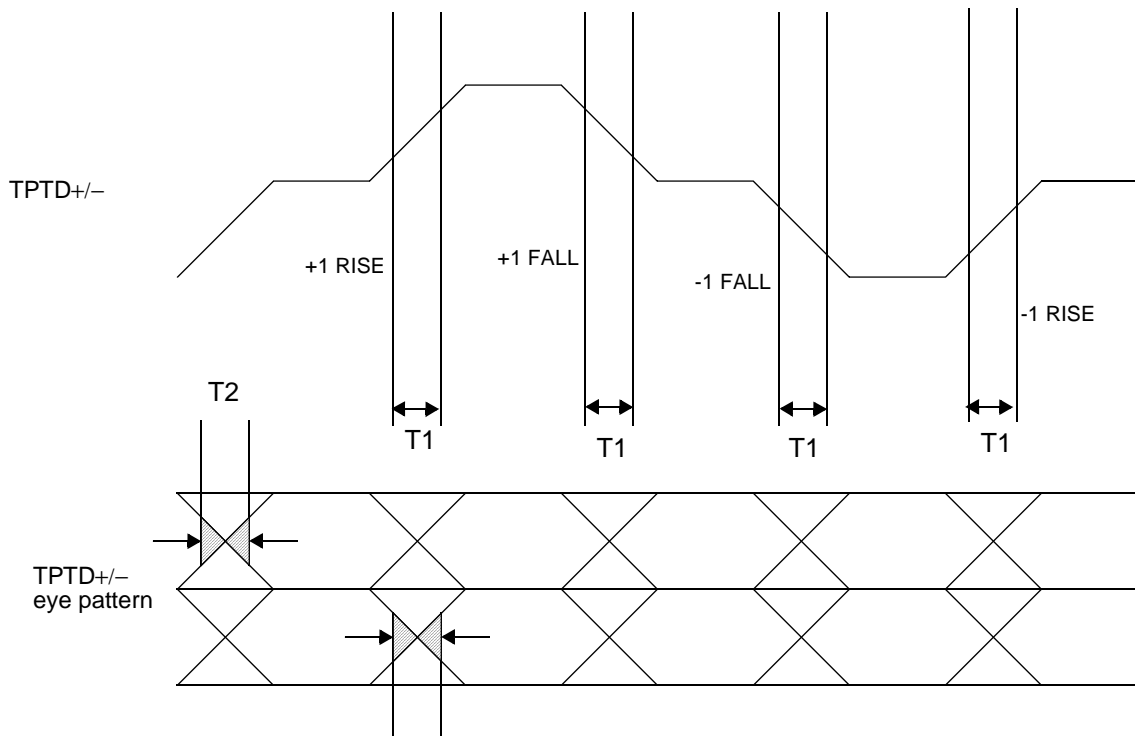 TPTD+/−
+1 RISE
+1 FALL
-1 FALL
-1 RISE
T2
T1
T1
T1
T1
TPTD+/−
eye pattern